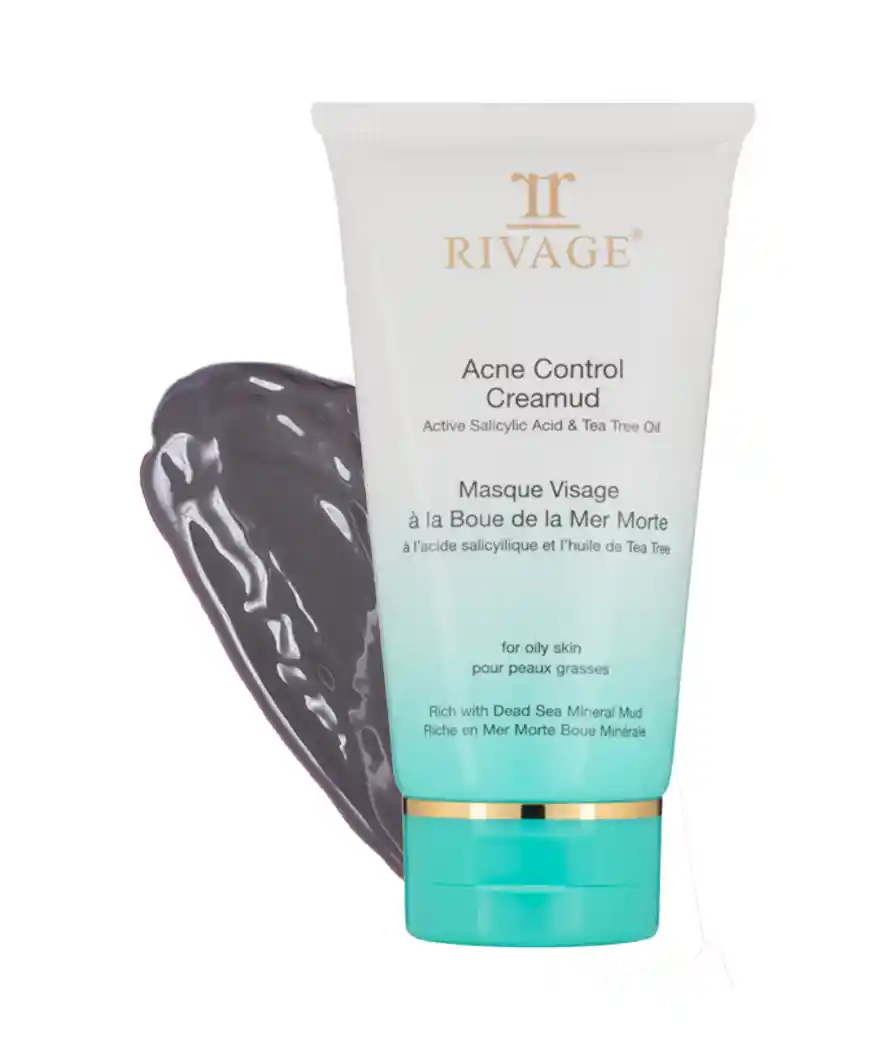 RIVAGE®
Acne Control
Creamud
Active Salicylic Acid & Tea Tree Oil
Masque Visage
à la Boue de la Mer Morte
à l'acide salicyilique et l'huile de Tea Tree
for oily skin
pour peaux grasses
Rich with Dead Sea Mineral Mud
Riche en Mer Morte Boue Minérale